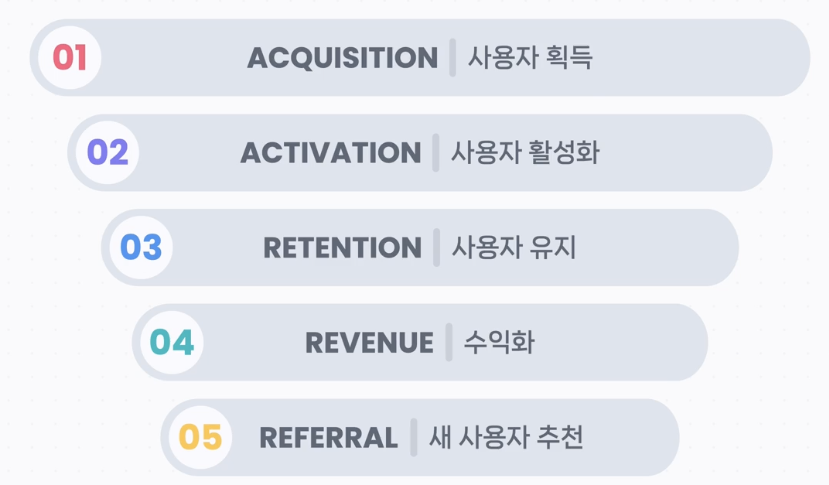 01 ACQUISITION | 사용자 획득
02 ACTIVATION | 사용자 활성화
03 RETENTION | 사용자 유지
04 REVENUE | 수익화
05 REFERRAL | 새 사용자 추천